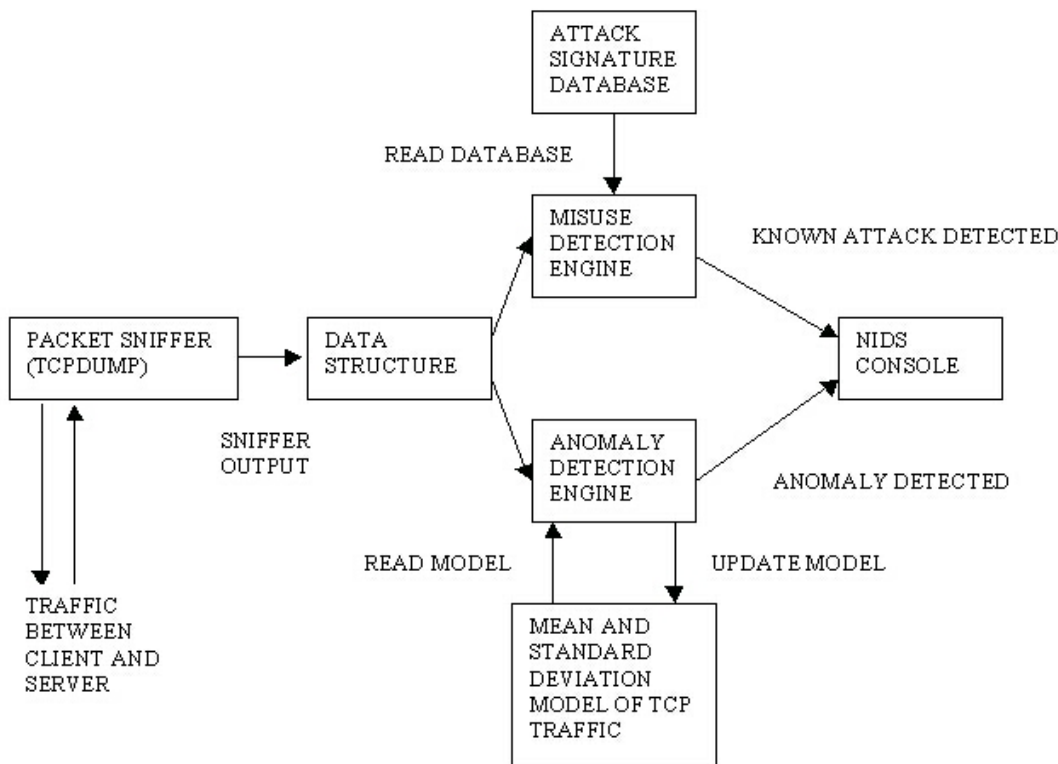 ATTACK
SIGNATURE
DATABASE
READ DATABASE
MISUSE
DETECTION
ENGINE
KNOWN ATTACK DETECTED
PACKET SNIFFER
(TCPDUMP)
DATA
STRUCTURE
NIDS
CONSOLE
SNIFFER
OUTPUT
ANOMALY
DETECTION
ENGINE
ANOMALY DETECTED
READ MODEL
UPDATE MODEL
TRAFFIC
BETWEEN
CLIENT AND
SERVER
MEAN AND
STANDARD
DEVIATION
MODEL OF TCP
TRAFFIC